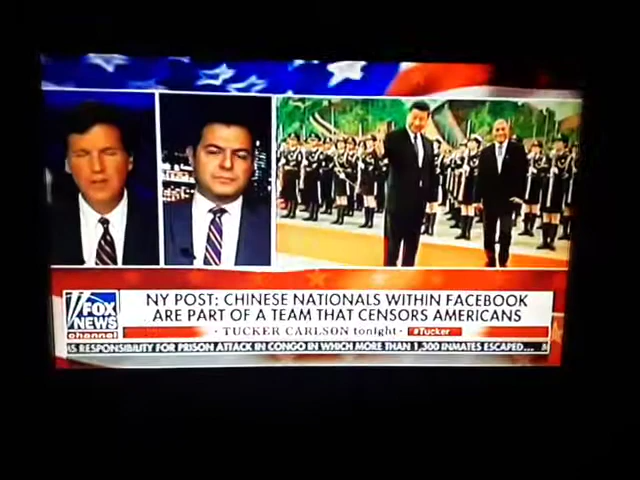 NY POST: CHINESE NATIONALS WITHIN FACEBOOK
ARE PART OF A TEAM THAT CENSORS AMERICANS
FOX
NEWS
channel
· TUCKER CARLSON tonight · #Tucker
AS RESPONSIBILITY FOR PRISON ATTACK IN CONGO IN WHICH MORE THAN 1,300 INMATES ESCAPED...